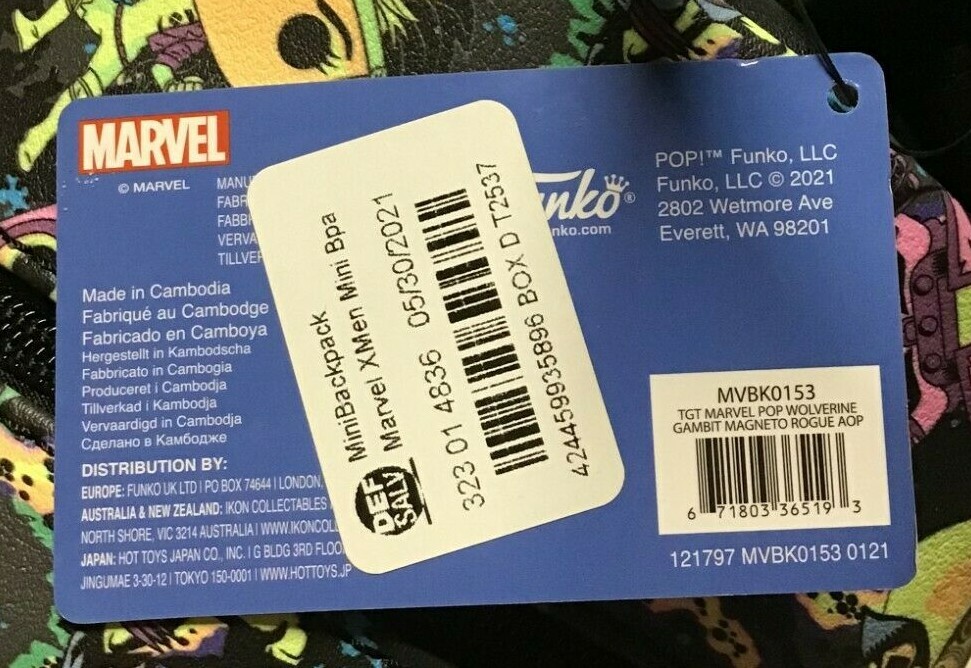 MARVEL
© MARVEL
MANU
FABR
FABBR
VERVA
TILLVER
Made in Cambodia
Fabriqué au Cambodge
Fabricado en Camboya
Hergestellt in Kambodscha
Fabbricato in Cambogia
Produceret i Cambodja
Tillverkad i Kambodja
Vervaardigd in Cambodja
Сделано в Камбодже
DISTRIBUTION BY:
EUROPE: FUNKO UK LTD | PO BOX 74644 | LONDON,
AUSTRALIA & NEW ZEALAND: IKON COLLECTABLES
NORTH SHORE, VIC 3214 AUSTRALIA | WWW.IKONCOLL
JAPAN: HOT TOYS JAPAN CO., INC. | G BLDG 3RD FLOO
JINGUMAE 3-30-12 | TOKYO 150-0001 | WWW.HOTTOYS.JP
MiniBackpack
Marvel XMen Mini Bpa
DEF
SALV
323 01 4836 05/30/2021
424459935896 BOX D T2537
unko®
nko.com
POP!™ Funko, LLC
Funko, LLC © 2021
2802 Wetmore Ave
Everett, WA 98201
MVBK0153
TGT MARVEL POP WOLVERINE
GAMBIT MAGNETO ROGUE AOP
6 71803 36519 3
121797 MVBK0153 0121